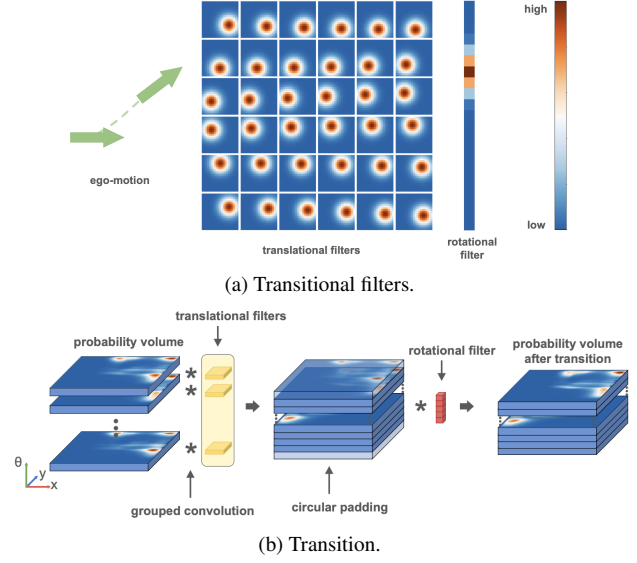 high
low
ego-motion
translational filters
rotational
filter
(a) Transitional filters.
translational filters
probability volume
rotational filter
probability volume
after transition
*
*
*
*
θ
y
x
grouped convolution
circular padding
(b) Transition.